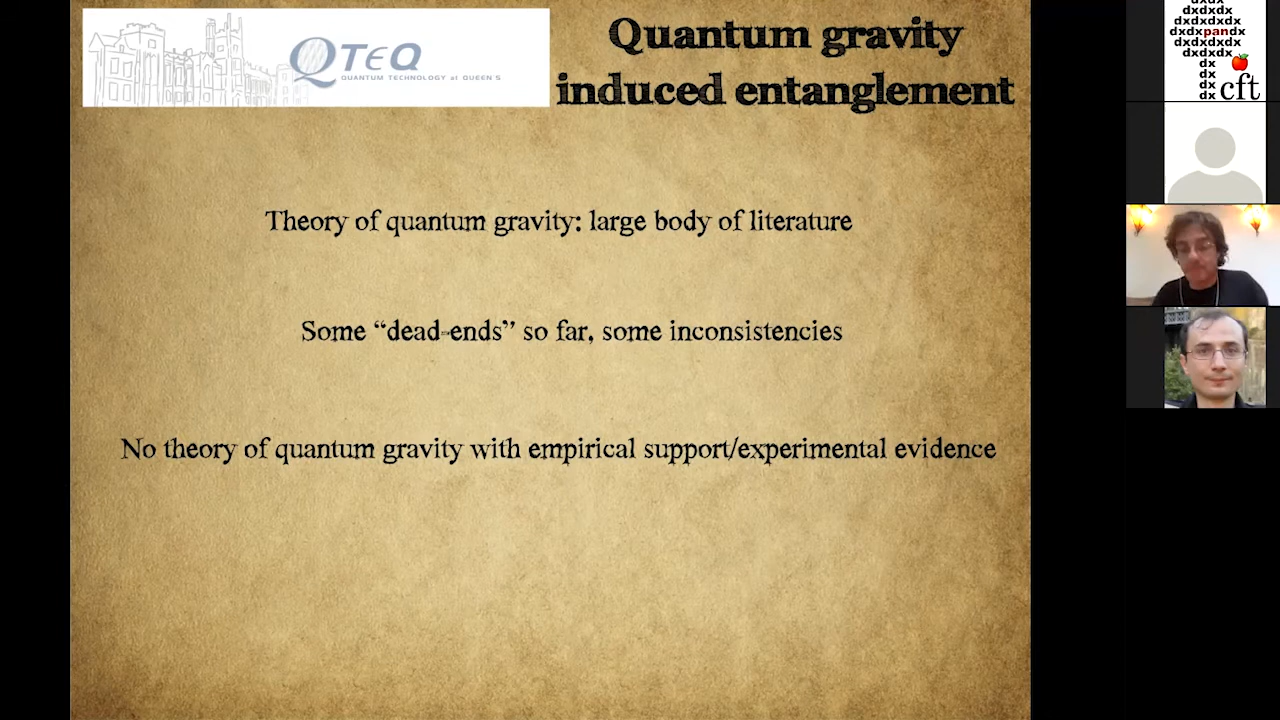 QTEQ
QUANTUM TECHNOLOGY at QUEEN'S
Quantum gravity
induced entanglement
Theory of quantum gravity: large body of literature
Some “dead-ends” so far, some inconsistencies
No theory of quantum gravity with empirical support/experimental evidence
dxdx
dxdxdx
dxdxdxdx
dxdxpandx
dxdxdxdx
dxdxdx
dx
dx
dx cft